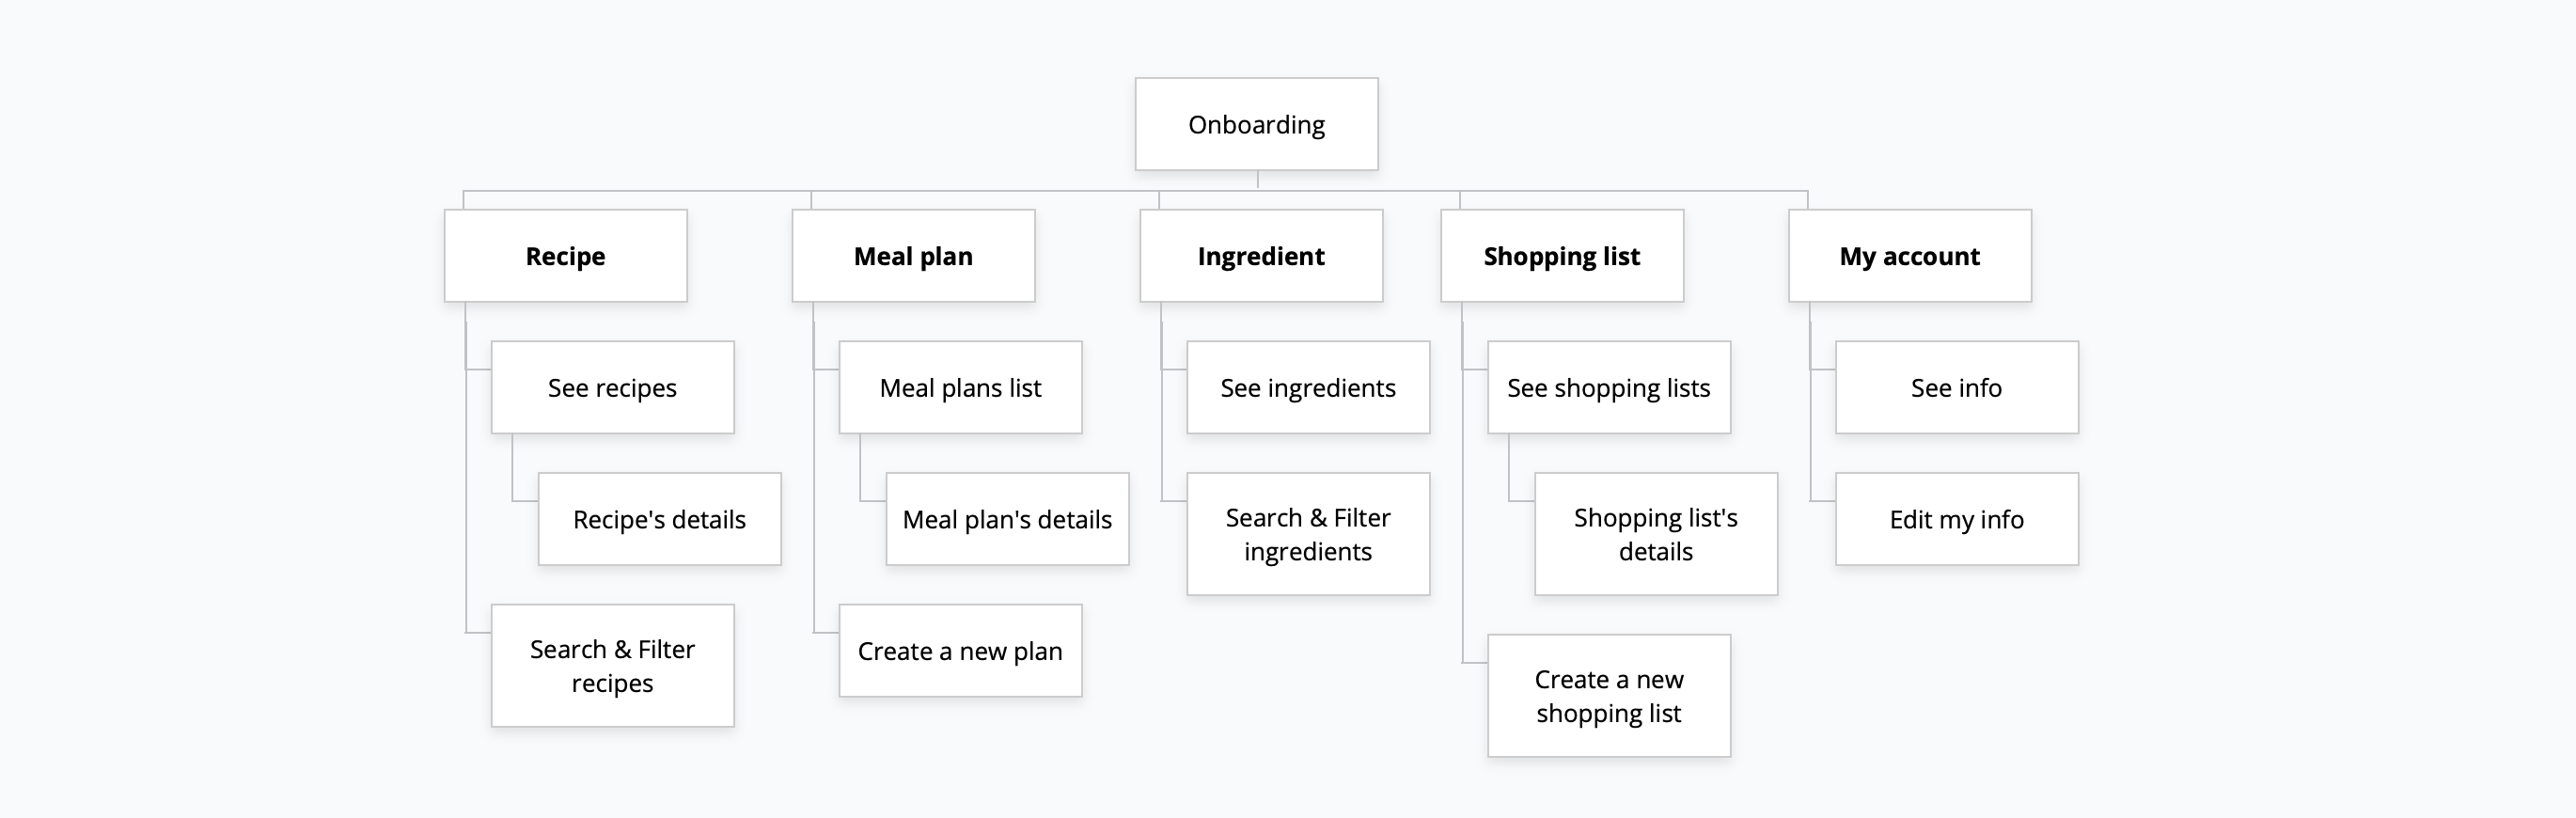 Onboarding
Recipe
Meal plan
Ingredient
Shopping list
My account
See recipes
Meal plans list
See ingredients
See shopping lists
See info
Recipe's details
Meal plan's details
Search & Filter
ingredients
Shopping list's
details
Edit my info
Search & Filter
recipes
Create a new plan
Create a new
shopping list